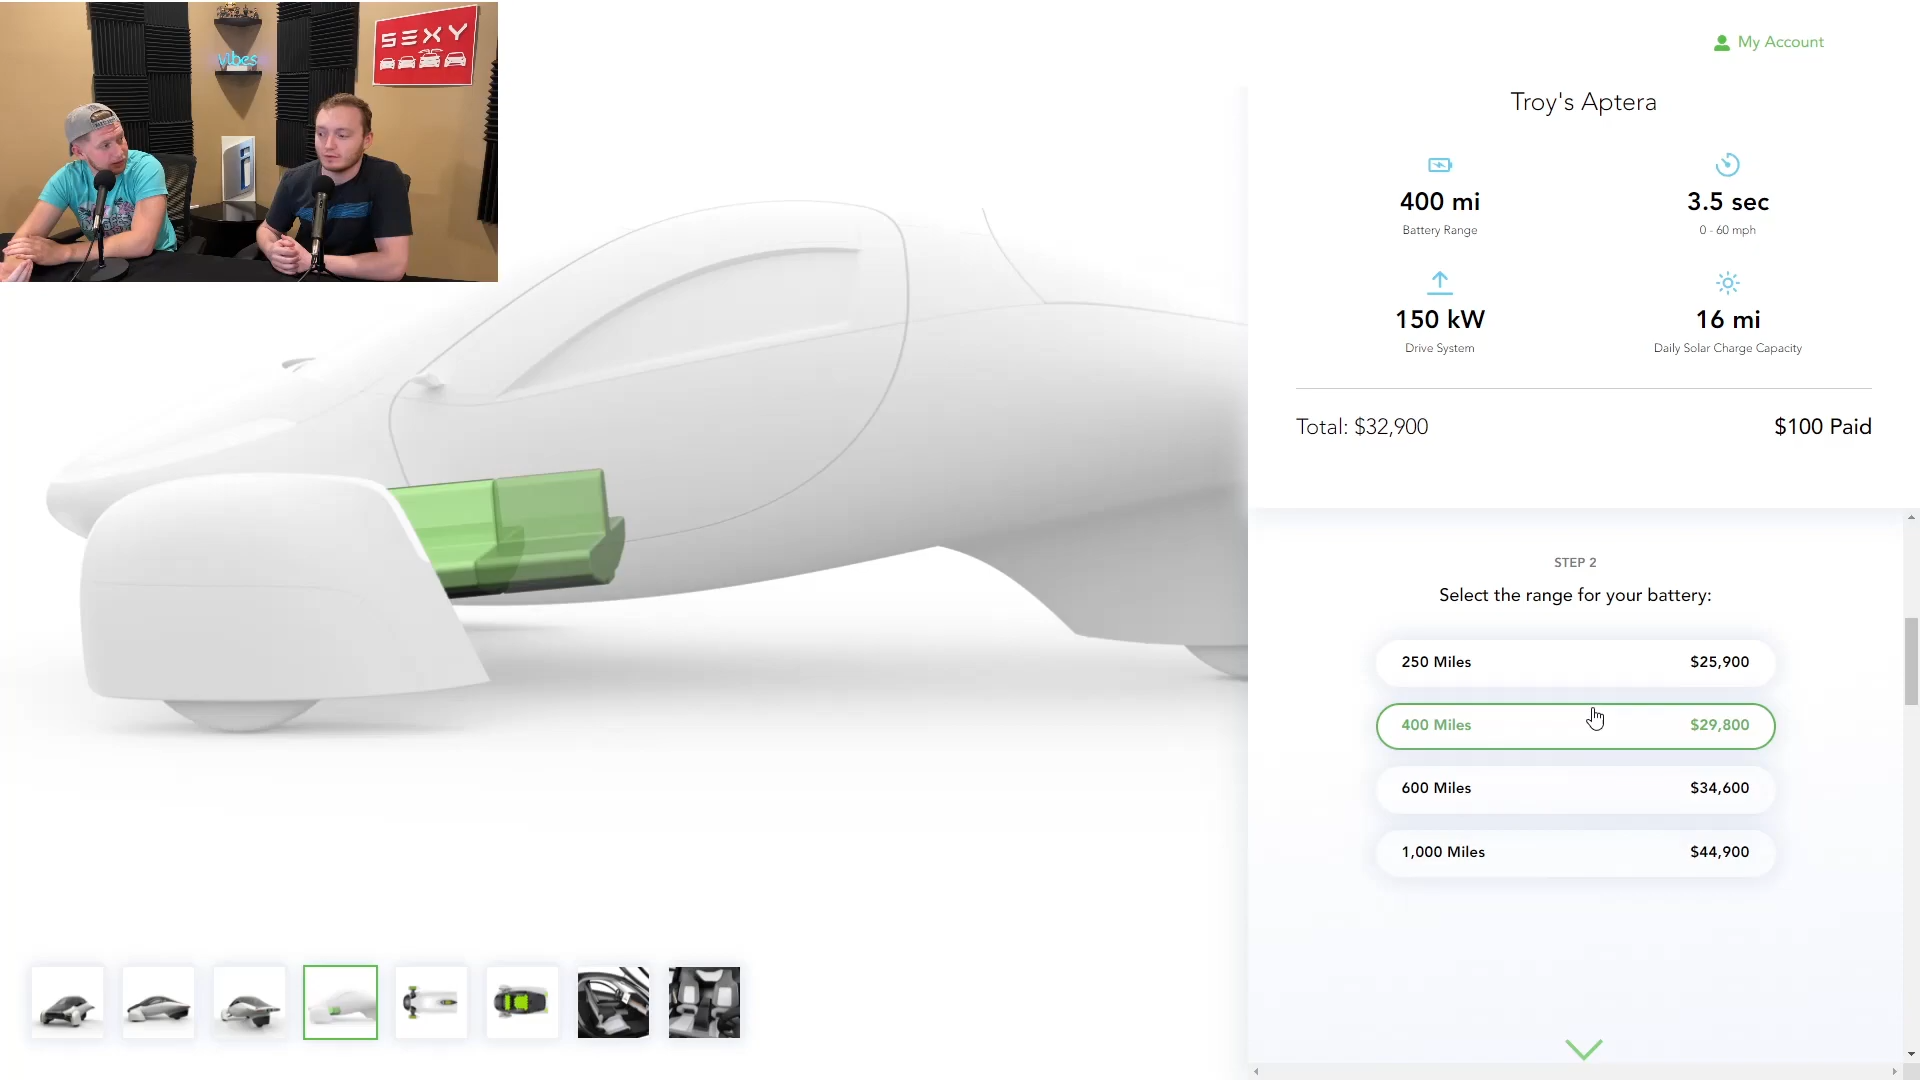 vibes
SEXY
My Account
Troy's Aptera
400 mi
Battery Range
3.5 sec
0 - 60 mph
150 kW
Drive System
16 mi
Daily Solar Charge Capacity
Total: $32,900
$100 Paid
STEP 2
Select the range for your battery:
250 Miles $25,900
400 Miles $29,800
600 Miles $34,600
1,000 Miles $44,900